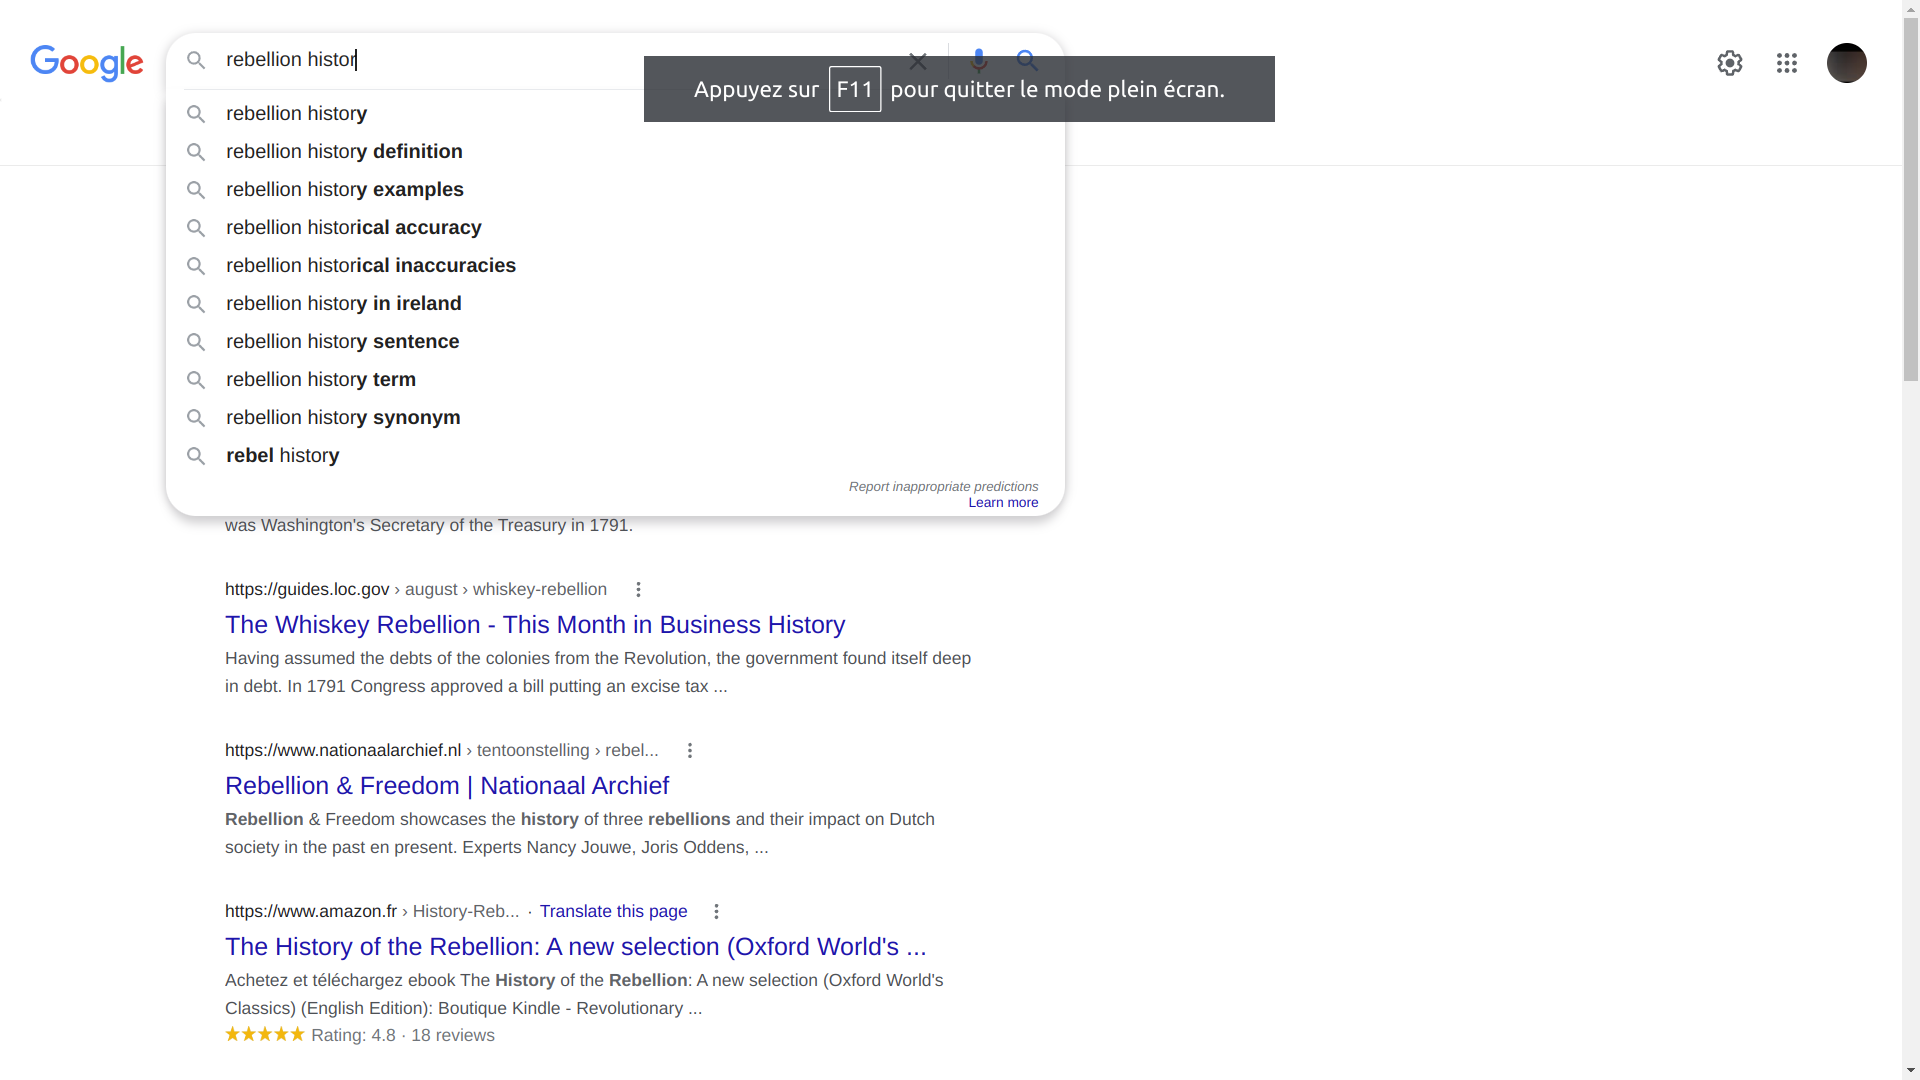 Google
rebellion histor
Appuyez sur F11 pour quitter le mode plein écran.
rebellion history
rebellion history definition
rebellion history examples
rebellion historical accuracy
rebellion historical inaccuracies
rebellion history in ireland
rebellion history sentence
rebellion history term
rebellion history synonym
rebel history
Report inappropriate predictions
Learn more
was Washington's Secretary of the Treasury in 1791.
https://guides.loc.gov › august › whiskey-rebellion
The Whiskey Rebellion - This Month in Business History
Having assumed the debts of the colonies from the Revolution, the government found itself deep
in debt. In 1791 Congress approved a bill putting an excise tax ...
https://www.nationaalarchief.nl › tentoonstelling › rebel...
Rebellion & Freedom | Nationaal Archief
Rebellion & Freedom showcases the history of three rebellions and their impact on Dutch
society in the past en present. Experts Nancy Jouwe, Joris Oddens, ...
https://www.amazon.fr › History-Reb... · Translate this page
The History of the Rebellion: A new selection (Oxford World's ...
Achetez et téléchargez ebook The History of the Rebellion: A new selection (Oxford World's
Classics) (English Edition): Boutique Kindle - Revolutionary ...
Rating: 4.8 · 18 reviews